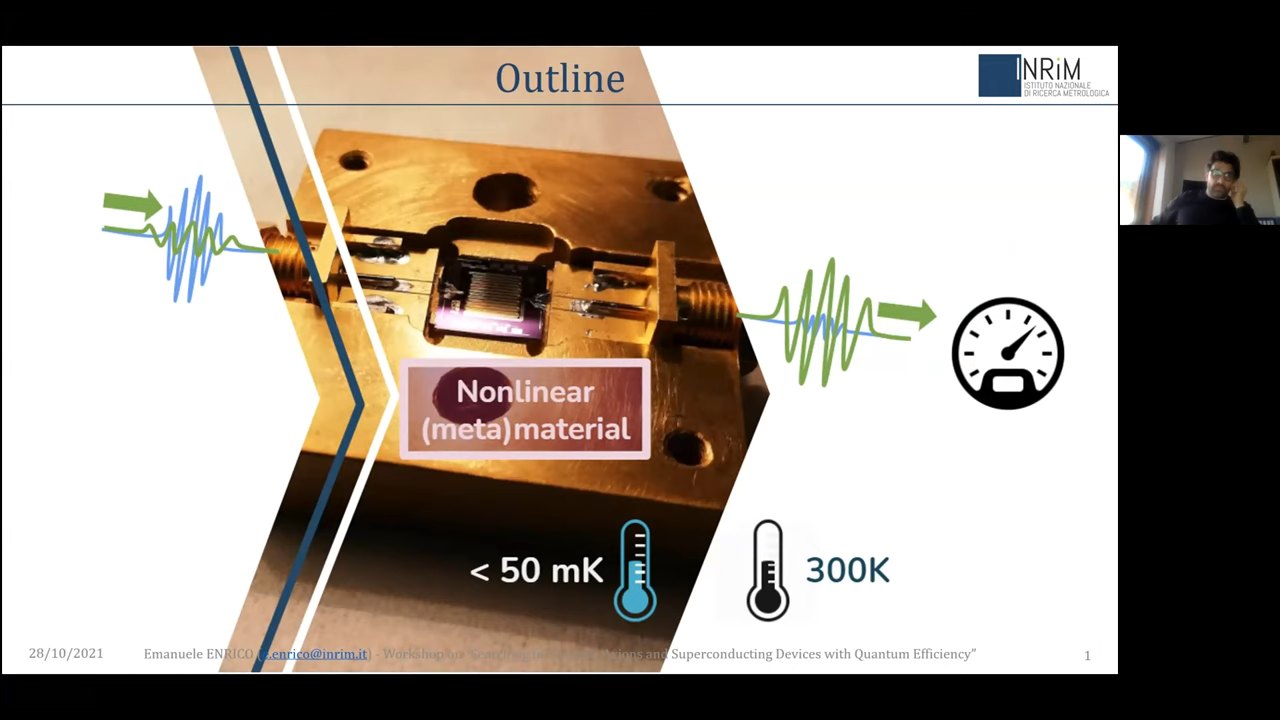 Outline
INRiM
ISTITUTO NAZIONALE
DI RICERCA METROLOGICA
Nonlinear
(meta)material
< 50 mK
300K
28/10/2021
Emanuele ENRICO (e.enrico@inrim.it) - Workshop on "Searching for Axions and Superconducting Devices with Quantum Efficiency"
1